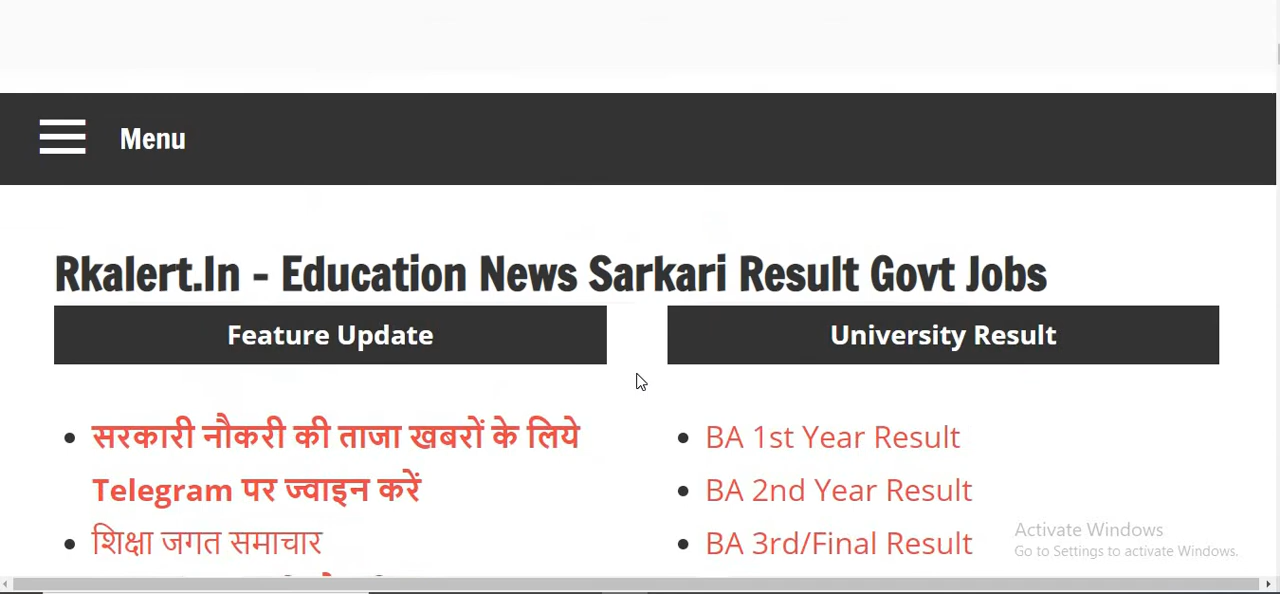 Menu
Rkalert.In - Education News Sarkari Result Govt Jobs
Feature Update
सरकारी नौकरी की ताजा खबरों के लिये
Telegram पर ज्वाइन करें
शिक्षा जगत समाचार
University Result
BA 1st Year Result
BA 2nd Year Result
BA 3rd/Final Result
Activate Windows
Go to Settings to activate Windows.